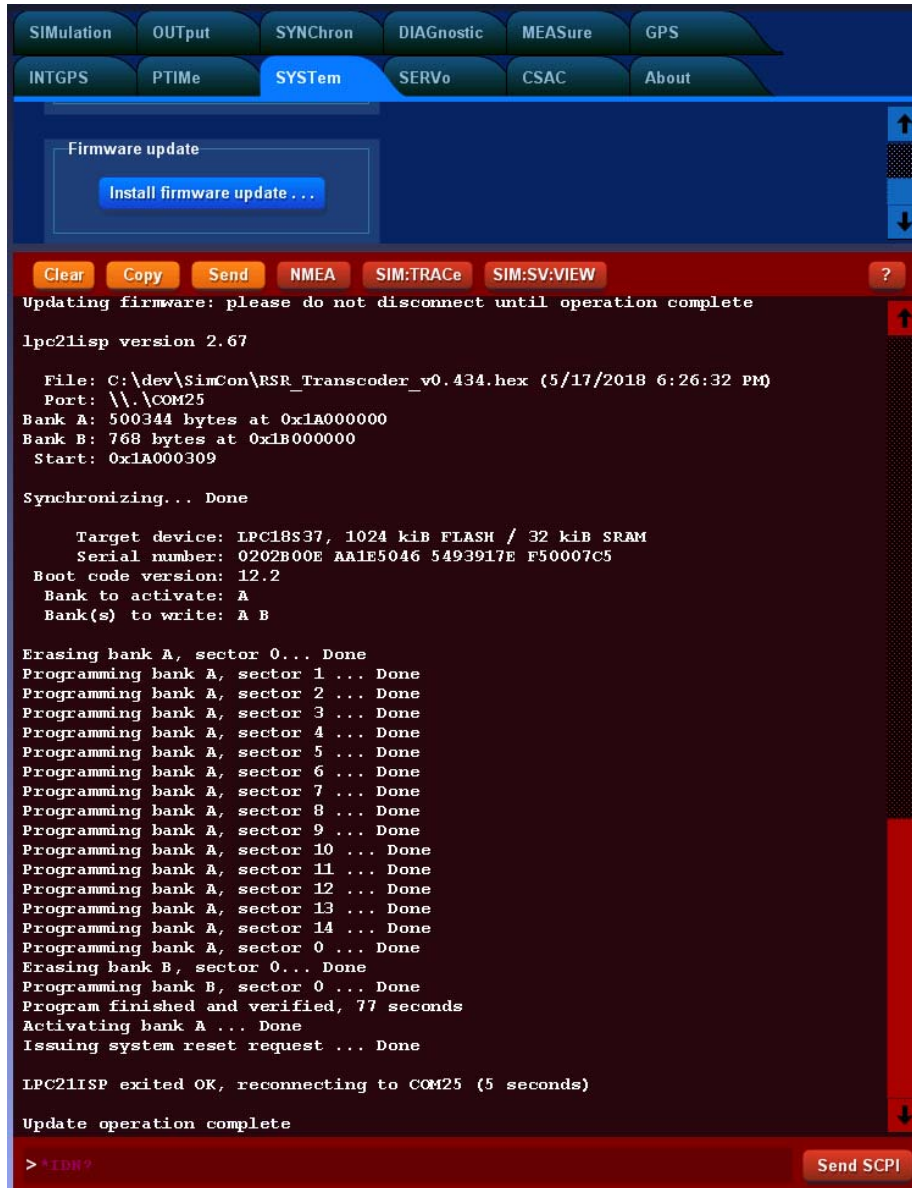 SIMulation OUTput SYNChron DIAGnostic MEASure GPS
INTGPS PTIMe SYSTem SERVo CSAC About
Firmware update
Install firmware update . . .
Clear Copy Send NMEA SIM:TRACe SIM:SV:VIEW ?
Updating firmware: please do not disconnect until operation complete
lpc21isp version 2.67
File: C:\dev\SimCon\RSR_Transcoder_v0.434.hex (5/17/2018 6:26:32 PM)
Port: \\.\COM25
Bank A: 500344 bytes at 0x1A000000
Bank B: 768 bytes at 0x1B000000
Start: 0x1A000309
Synchronizing... Done
Target device: LPC18S37, 1024 kiB FLASH / 32 kiB SRAM
Serial number: 0202B00E AA1E5046 5493917E F50007C5
Boot code version: 12.2
Bank to activate: A
Bank(s) to write: A B
Erasing bank A, sector 0... Done
Programming bank A, sector 1 ... Done
Programming bank A, sector 2 ... Done
Programming bank A, sector 3 ... Done
Programming bank A, sector 4 ... Done
Programming bank A, sector 5 ... Done
Programming bank A, sector 6 ... Done
Programming bank A, sector 7 ... Done
Programming bank A, sector 8 ... Done
Programming bank A, sector 9 ... Done
Programming bank A, sector 10 ... Done
Programming bank A, sector 11 ... Done
Programming bank A, sector 12 ... Done
Programming bank A, sector 13 ... Done
Programming bank A, sector 14 ... Done
Programming bank A, sector 0 ... Done
Erasing bank B, sector 0... Done
Programming bank B, sector 0 ... Done
Program finished and verified, 77 seconds
Activating bank A ... Done
Issuing system reset request ... Done
LPC21ISP exited OK, reconnecting to COM25 (5 seconds)
Update operation complete
> *IDN? Send SCPI